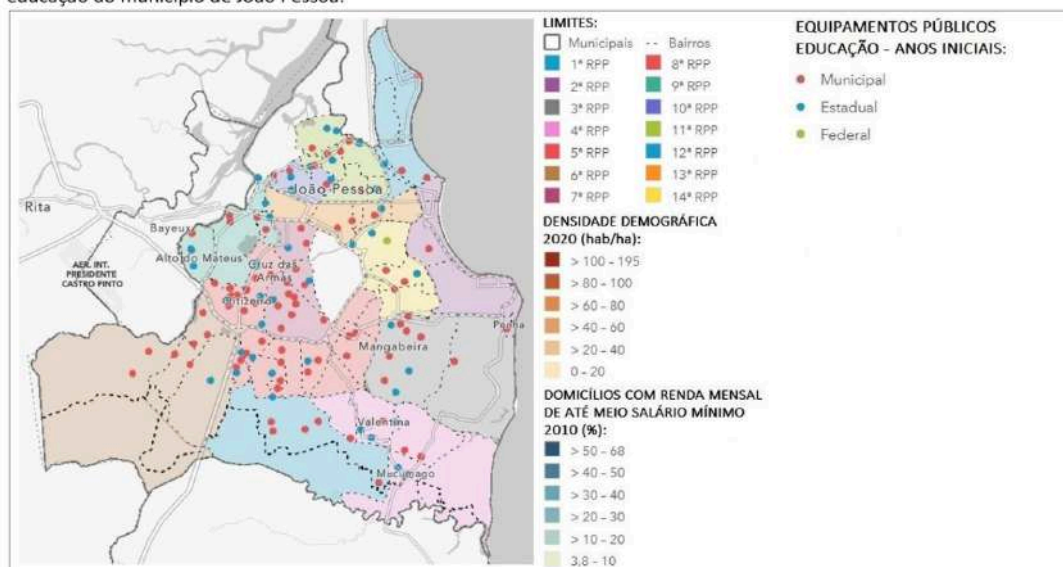 educação do município de João Pessoa.
LIMITES:
Municipais -- Bairros
1ª RPP 8ª RPP
2ª RPP 9ª RPP
3ª RPP 10ª RPP
4ª RPP 11ª RPP
5ª RPP 12ª RPP
6ª RPP 13ª RPP
7ª RPP 14ª RPP
DENSIDADE DEMOGRÁFICA
2020 (hab/ha):
> 100 - 195
> 80 - 100
> 60 - 80
> 40 - 60
> 20 - 40
0 - 20
DOMICÍLIOS COM RENDA MENSAL
DE ATÉ MEIO SALÁRIO MÍNIMO
2010 (%):
> 50 - 68
> 40 - 50
> 30 - 40
> 20 - 30
> 10 - 20
3,8 - 10
EQUIPAMENTOS PÚBLICOS
EDUCAÇÃO - ANOS INICIAIS:
Municipal
Estadual
Federal
João Pessoa
Rita
Bayeux
Alto do Mateus
AER. INT.
PRESIDENTE
CASTRO PINTO
Cruz das
Armas
Mangabeira
Penha
Valentina